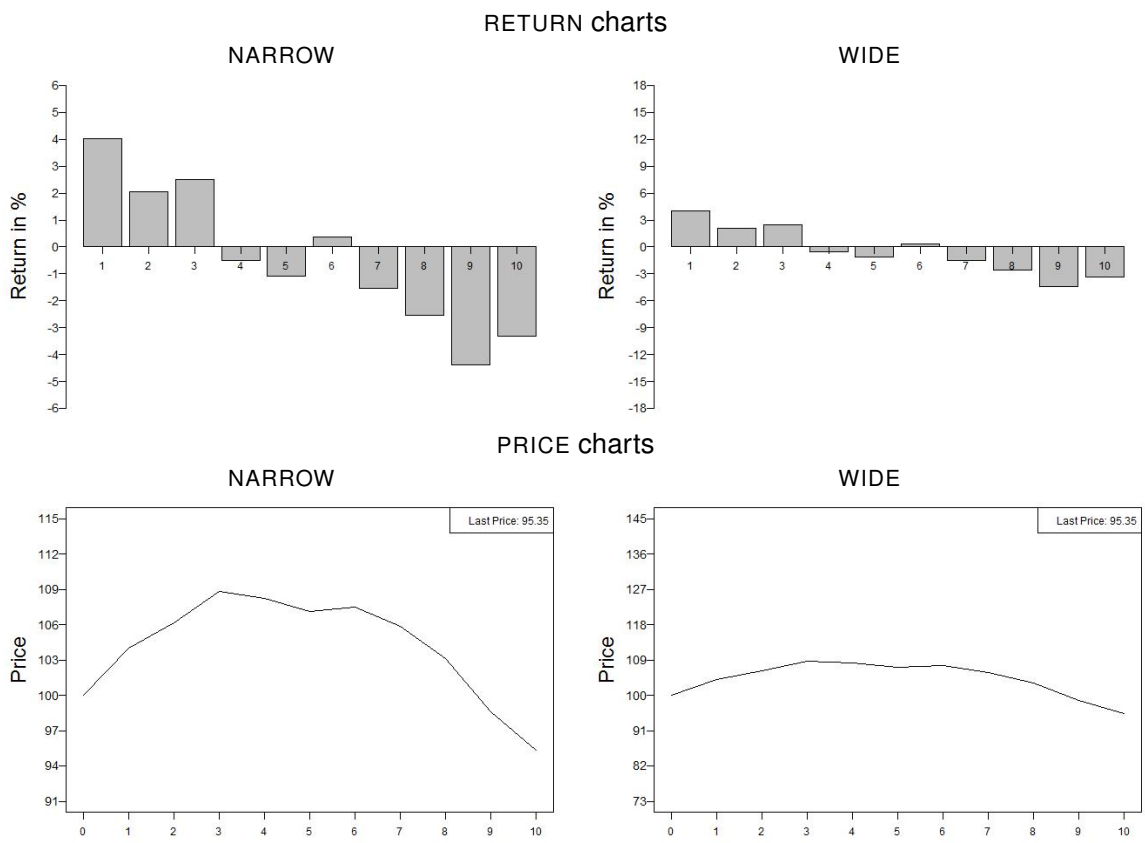 RETURN charts
NARROW
6
5
4
3
2
1
0
-1
-2
-3
-4
-5
-6
Return in %
1 2 3 4 5 6 7 8 9 10
WIDE
18
15
12
9
6
3
0
-3
-6
-9
-12
-15
-18
Return in %
1 2 3 4 5 6 7 8 9 10
PRICE charts
NARROW
Last Price: 95.35
115
112
109
106
103
100
97
94
91
Price
0 1 2 3 4 5 6 7 8 9 10
WIDE
Last Price: 95.35
145
136
127
118
109
100
91
82
73
Price
0 1 2 3 4 5 6 7 8 9 10